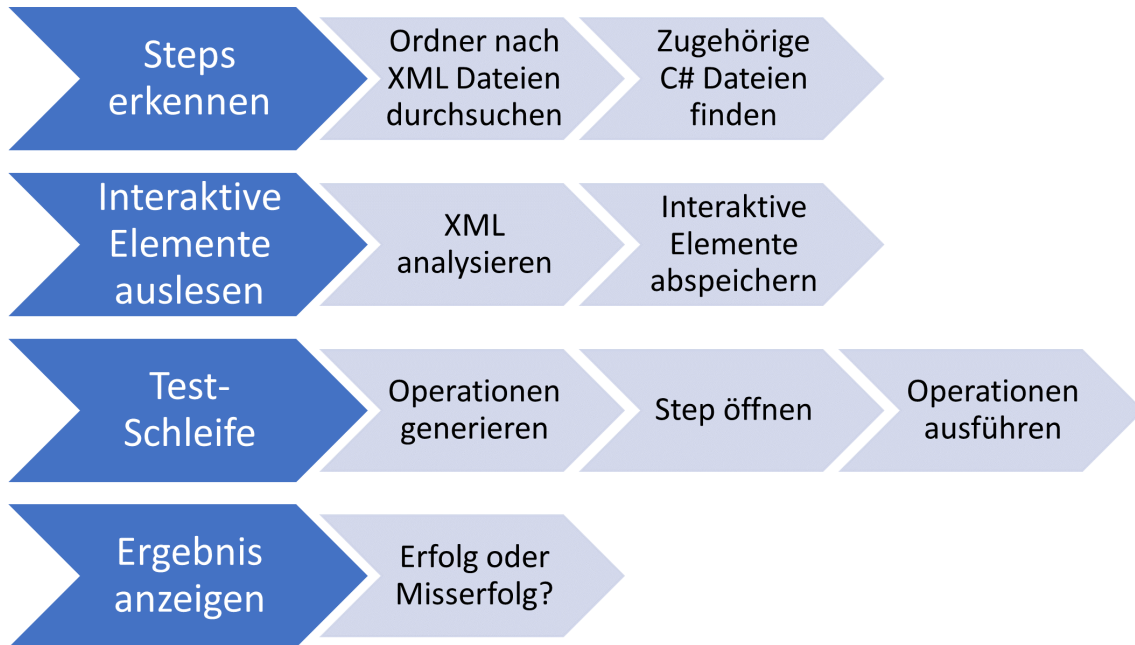 Steps
erkennen
Ordner nach
XML Dateien
durchsuchen
Zugehörige
C# Dateien
finden
Interaktive
Elemente
auslesen
XML
analysieren
Interaktive
Elemente
abspeichern
Test-
Schleife
Operationen
generieren
Step öffnen
Operationen
ausführen
Ergebnis
anzeigen
Erfolg oder
Misserfolg?